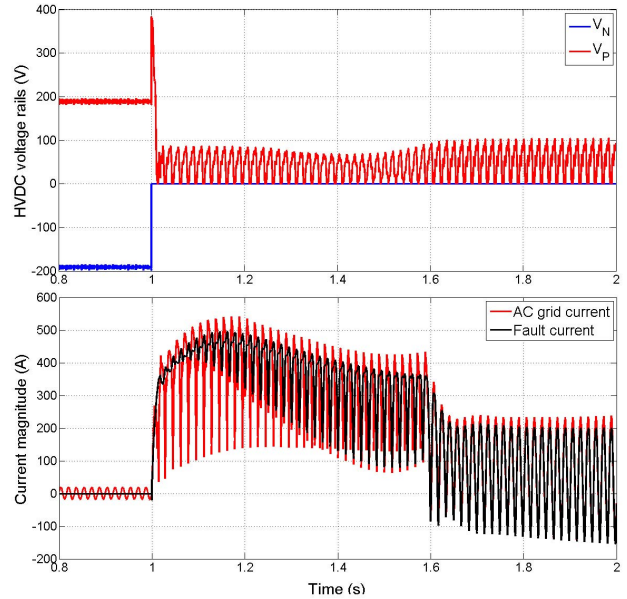 400
300
200
100
0
-100
-200
HVDC voltage rails (V)
V_N
V_P
0.8 1 1.2 1.4 1.6 1.8 2
600
500
400
300
200
100
0
-100
-200
Current magnitude (A)
AC grid current
Fault current
0.8 1 1.2 1.4 1.6 1.8 2
Time (s)